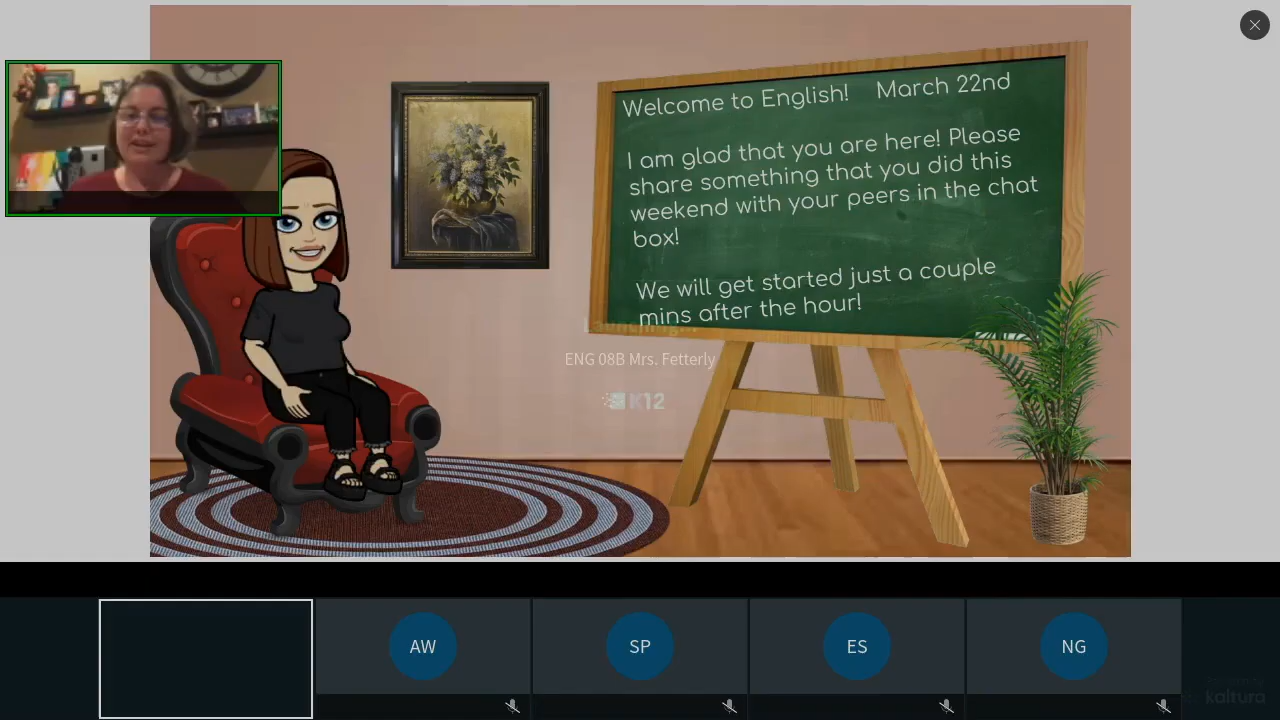 Welcome to English! March 22nd
I am glad that you are here! Please
share something that you did this
weekend with your peers in the chat
box!
We will get started just a couple
mins after the hour!
ENG 08B Mrs. Fetterly
K12
AW
SP
ES
NG
kaltura